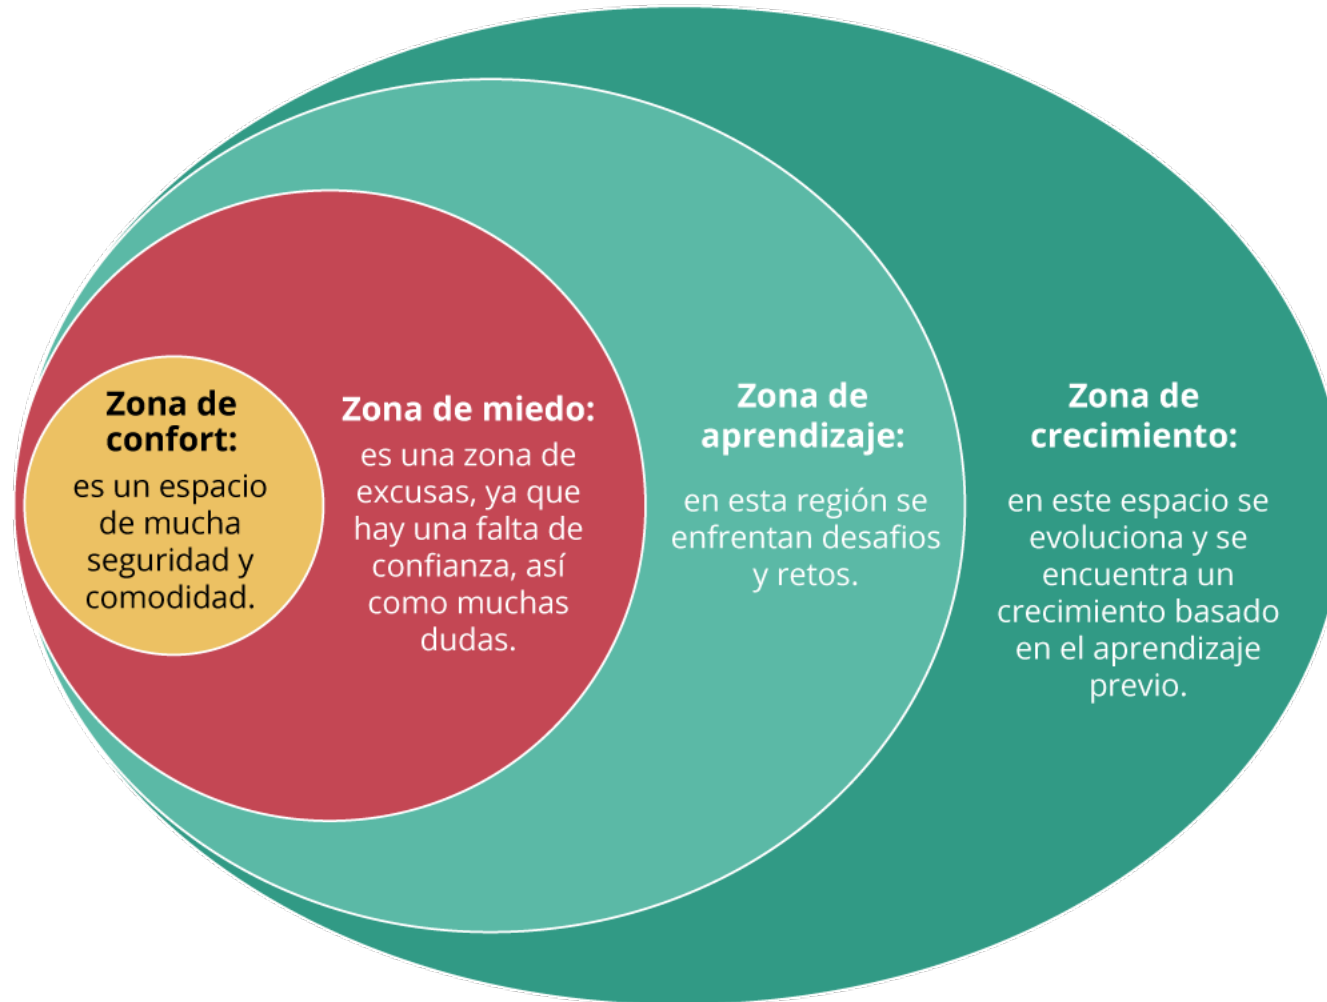 Zona de
confort:
es un espacio
de mucha
seguridad y
comodidad.
Zona de miedo:
es una zona de
excusas, ya que
hay una falta de
confianza, así
como muchas
dudas.
Zona de
aprendizaje:
en esta región se
enfrentan desafios
y retos.
Zona de
crecimiento:
en este espacio se
evoluciona y se
encuentra un
crecimiento basado
en el aprendizaje
previo.